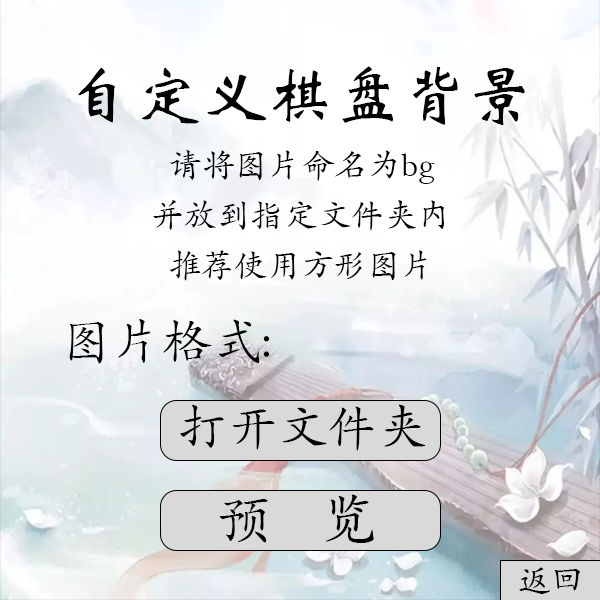 自定义棋盘背景
请将图片命名为bg
并放到指定文件夹内
推荐使用方形图片
图片格式:
打开文件夹
预 览
返回